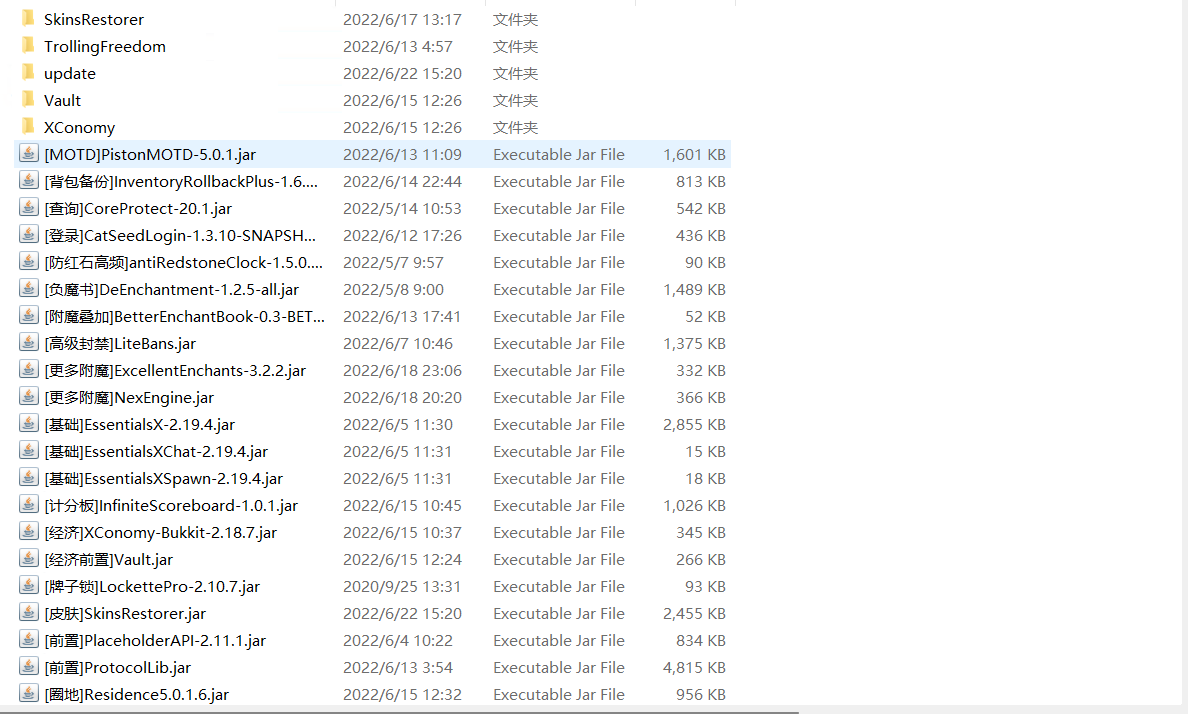 SkinsRestorer 2022/6/17 13:17 文件夹
TrollingFreedom 2022/6/13 4:57 文件夹
update 2022/6/22 15:20 文件夹
Vault 2022/6/15 12:26 文件夹
XConomy 2022/6/15 12:26 文件夹
[MOTD]PistonMOTD-5.0.1.jar 2022/6/13 11:09 Executable Jar File 1,601 KB
[背包备份]InventoryRollbackPlus-1.6.... 2022/6/14 22:44 Executable Jar File 813 KB
[查询]CoreProtect-20.1.jar 2022/5/14 10:53 Executable Jar File 542 KB
[登录]CatSeedLogin-1.3.10-SNAPSH... 2022/6/12 17:26 Executable Jar File 436 KB
[防红石高频]antiRedstoneClock-1.5.0.... 2022/5/7 9:57 Executable Jar File 90 KB
[负魔书]DeEnchantment-1.2.5-all.jar 2022/5/8 9:00 Executable Jar File 1,489 KB
[附魔叠加]BetterEnchantBook-0.3-BET... 2022/6/13 17:41 Executable Jar File 52 KB
[高级封禁]LiteBans.jar 2022/6/7 10:46 Executable Jar File 1,375 KB
[更多附魔]ExcellentEnchants-3.2.2.jar 2022/6/18 23:06 Executable Jar File 332 KB
[更多附魔]NexEngine.jar 2022/6/18 20:20 Executable Jar File 366 KB
[基础]EssentialsX-2.19.4.jar 2022/6/5 11:30 Executable Jar File 2,855 KB
[基础]EssentialsXChat-2.19.4.jar 2022/6/5 11:31 Executable Jar File 15 KB
[基础]EssentialsXSpawn-2.19.4.jar 2022/6/5 11:31 Executable Jar File 18 KB
[计分板]InfiniteScoreboard-1.0.1.jar 2022/6/15 10:45 Executable Jar File 1,026 KB
[经济]XConomy-Bukkit-2.18.7.jar 2022/6/15 10:37 Executable Jar File 345 KB
[经济前置]Vault.jar 2022/6/15 12:24 Executable Jar File 266 KB
[牌子锁]LockettePro-2.10.7.jar 2020/9/25 13:31 Executable Jar File 93 KB
[皮肤]SkinsRestorer.jar 2022/6/22 15:20 Executable Jar File 2,455 KB
[前置]PlaceholderAPI-2.11.1.jar 2022/6/4 10:22 Executable Jar File 834 KB
[前置]ProtocolLib.jar 2022/6/13 3:54 Executable Jar File 4,815 KB
[圈地]Residence5.0.1.6.jar 2022/6/15 12:32 Executable Jar File 956 KB